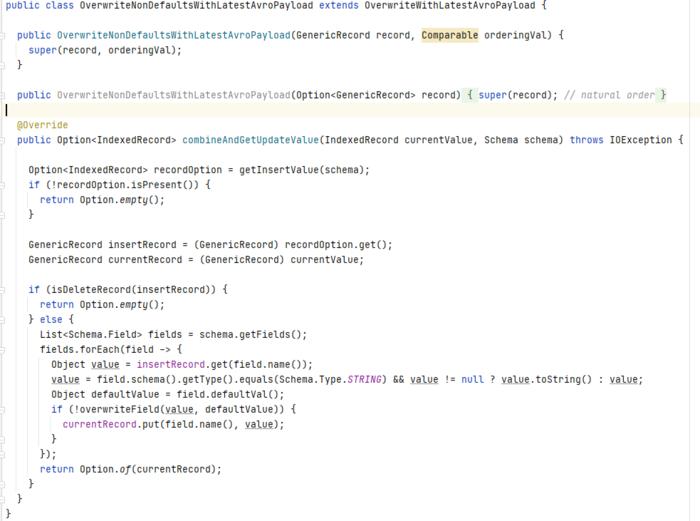 public class OverwriteNonDefaultsWithLatestAvroPayload extends OverwriteWithLatestAvroPayload {
public OverwriteNonDefaultsWithLatestAvroPayload(GenericRecord record, Comparable orderingVal) {
super(record, orderingVal);
}
public OverwriteNonDefaultsWithLatestAvroPayload(Option<GenericRecord> record) { super(record); // natural order }
@Override
public Option<IndexedRecord> combineAndGetUpdateValue(IndexedRecord currentValue, Schema schema) throws IOException {
Option<IndexedRecord> recordOption = getInsertValue(schema);
if (!recordOption.isPresent()) {
return Option.empty();
}
GenericRecord insertRecord = (GenericRecord) recordOption.get();
GenericRecord currentRecord = (GenericRecord) currentValue;
if (isDeleteRecord(insertRecord)) {
return Option.empty();
} else {
List<Schema.Field> fields = schema.getFields();
fields.forEach(field -> {
Object value = insertRecord.get(field.name());
value = field.schema().getType().equals(Schema.Type.STRING) && value != null ? value.toString() : value;
Object defaultValue = field.defaultVal();
if (!overwriteField(value, defaultValue)) {
currentRecord.put(field.name(), value);
}
});
return Option.of(currentRecord);
}
}
}